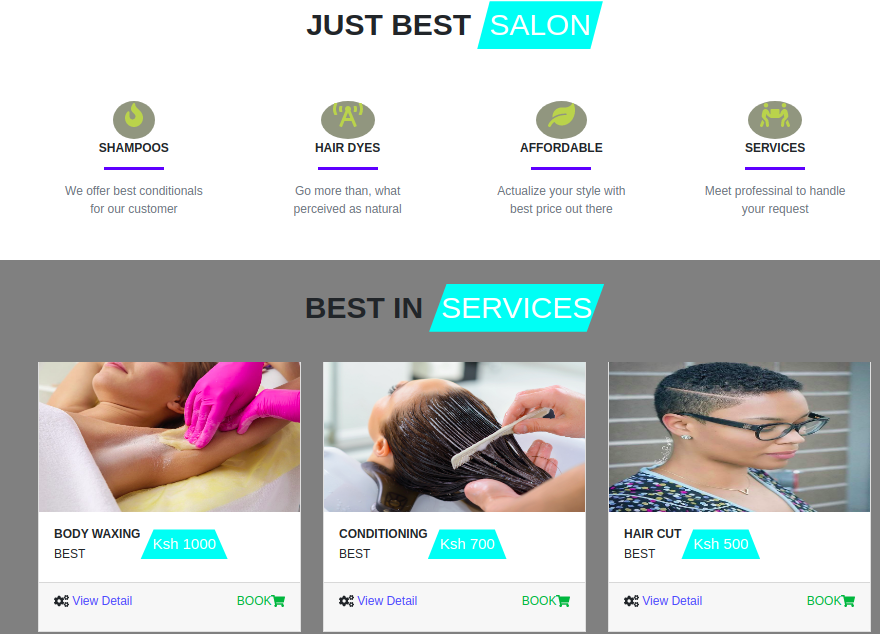 JUST BEST SALON
SHAMPOOS
We offer best conditionals
for our customer
HAIR DYES
Go more than, what
perceived as natural
AFFORDABLE
Actualize your style with
best price out there
SERVICES
Meet professinal to handle
your request
BEST IN SERVICES
BODY WAXING
BEST
Ksh 1000
View Detail
BOOK
CONDITIONING
BEST
Ksh 700
View Detail
BOOK
HAIR CUT
BEST
Ksh 500
View Detail
BOOK